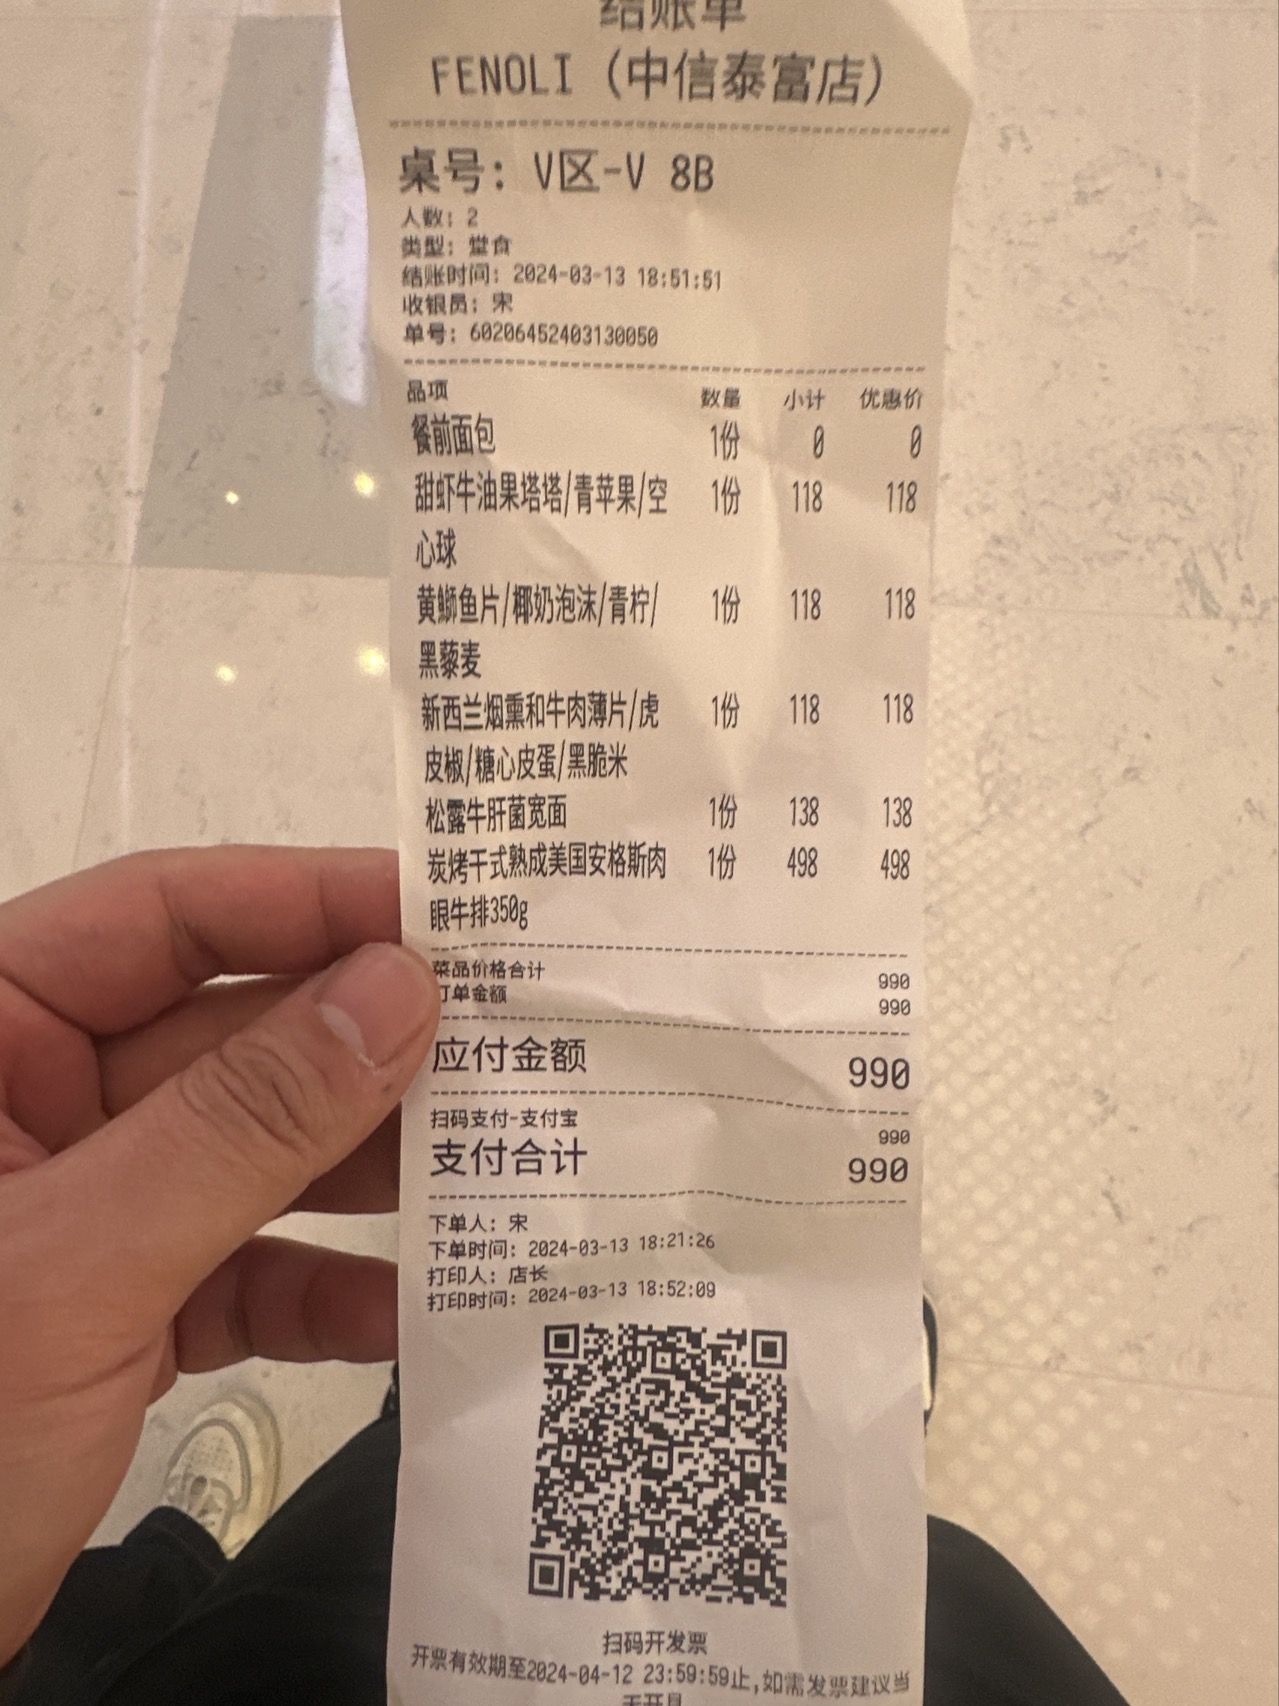 结账单
FENOLI（中信泰富店）
桌号：V区-V 8B
人数：2
类型：堂食
结账时间：2024-03-13 18:51:51
收银员：宋
单号：60206452403130050
品项 数量 小计 优惠价
餐前面包 1份 0 0
甜虾牛油果塔塔/青苹果/空 1份 118 118
心球
黄鰤鱼片/椰奶泡沫/青柠/ 1份 118 118
黑藜麦
新西兰烟熏和牛肉薄片/虎 1份 118 118
皮椒/糖心皮蛋/黑脆米
松露牛肝菌宽面 1份 138 138
炭烤干式熟成美国安格斯肉 1份 498 498
眼牛排350g
菜品价格合计 990
订单金额 990
应付金额 990
扫码支付-支付宝 990
支付合计 990
下单人：宋
下单时间：2024-03-13 18:21:26
打印人：店长
打印时间：2024-03-13 18:52:09
扫码开发票
开票有效期至2024-04-12 23:59:59止,如需发票建议当
天开具